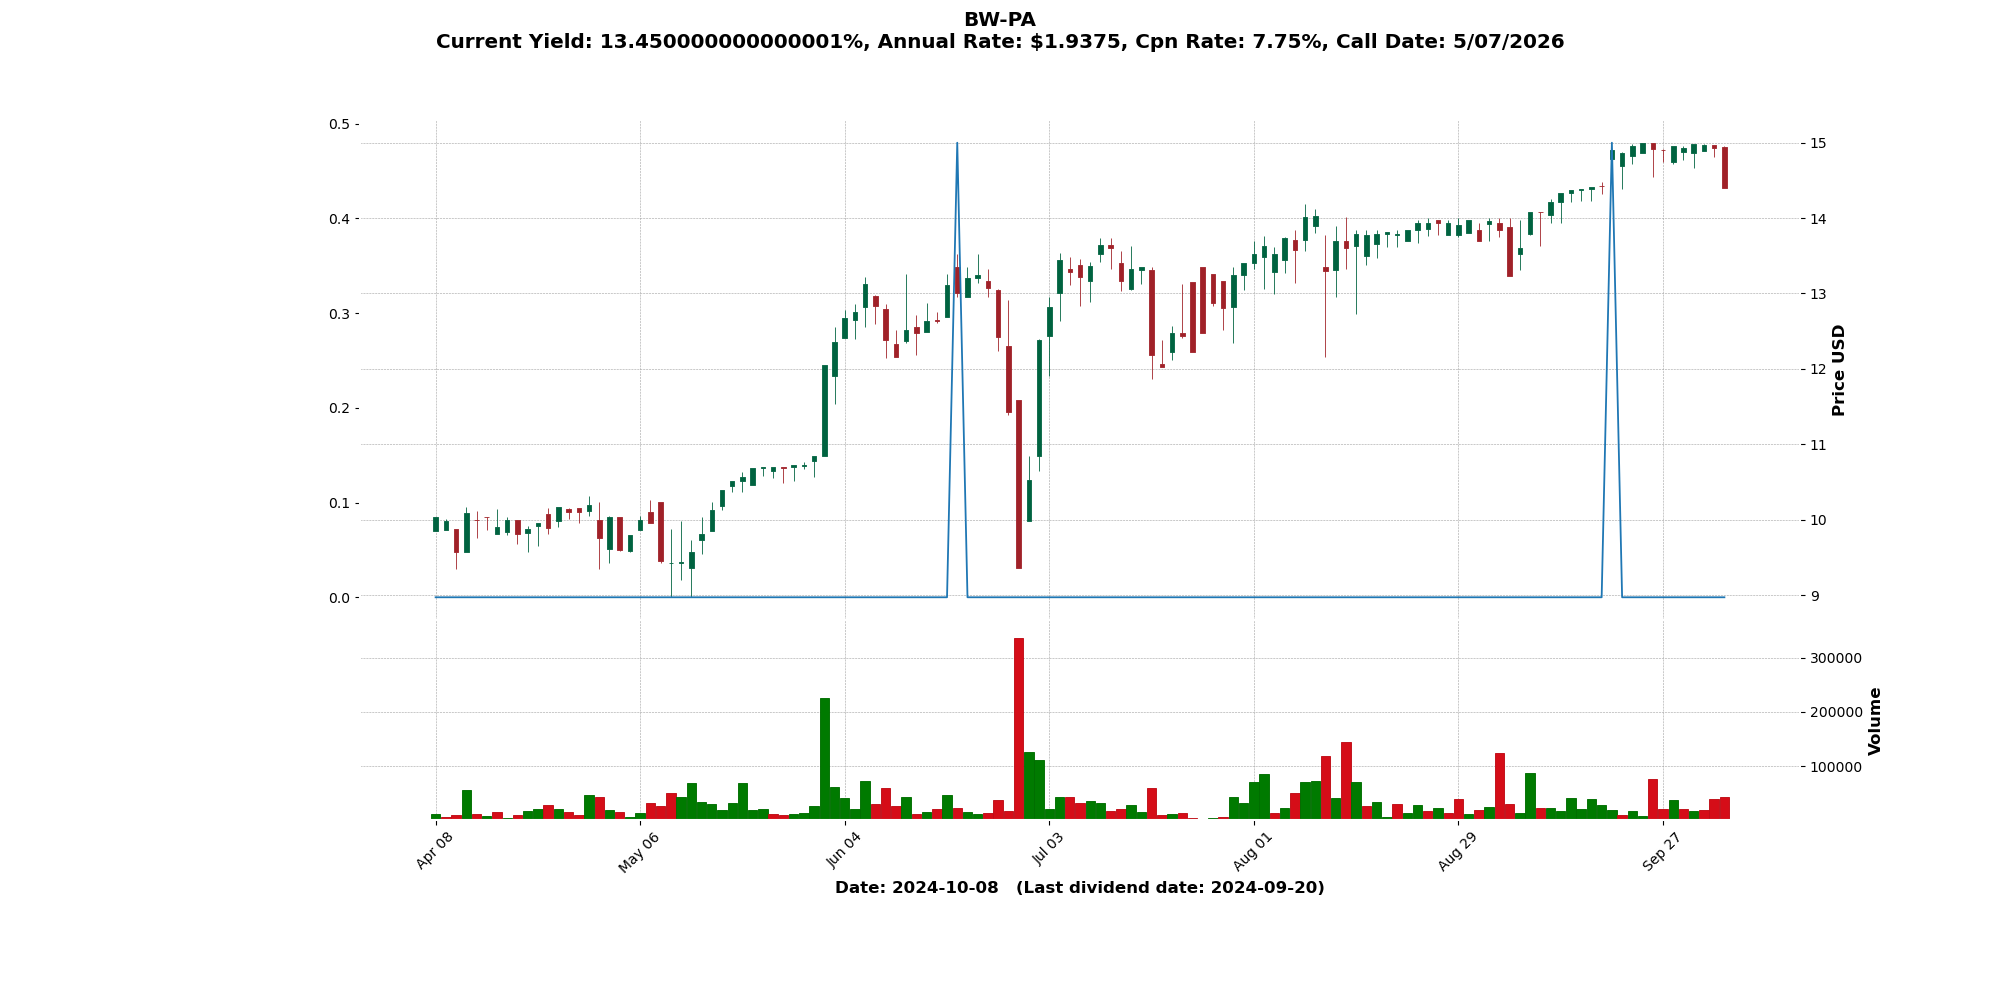 BW-PA
Current Yield: 13.450000000000001%, Annual Rate: $1.9375, Cpn Rate: 7.75%, Call Date: 5/07/2026
0.5
0.4
0.3
0.2
0.1
0.0
15
14
13
12
11
10
9
Price USD
300000
200000
100000
Volume
Apr 08
May 06
Jun 04
Jul 03
Aug 01
Aug 29
Sep 27
Date: 2024-10-08   (Last dividend date: 2024-09-20)